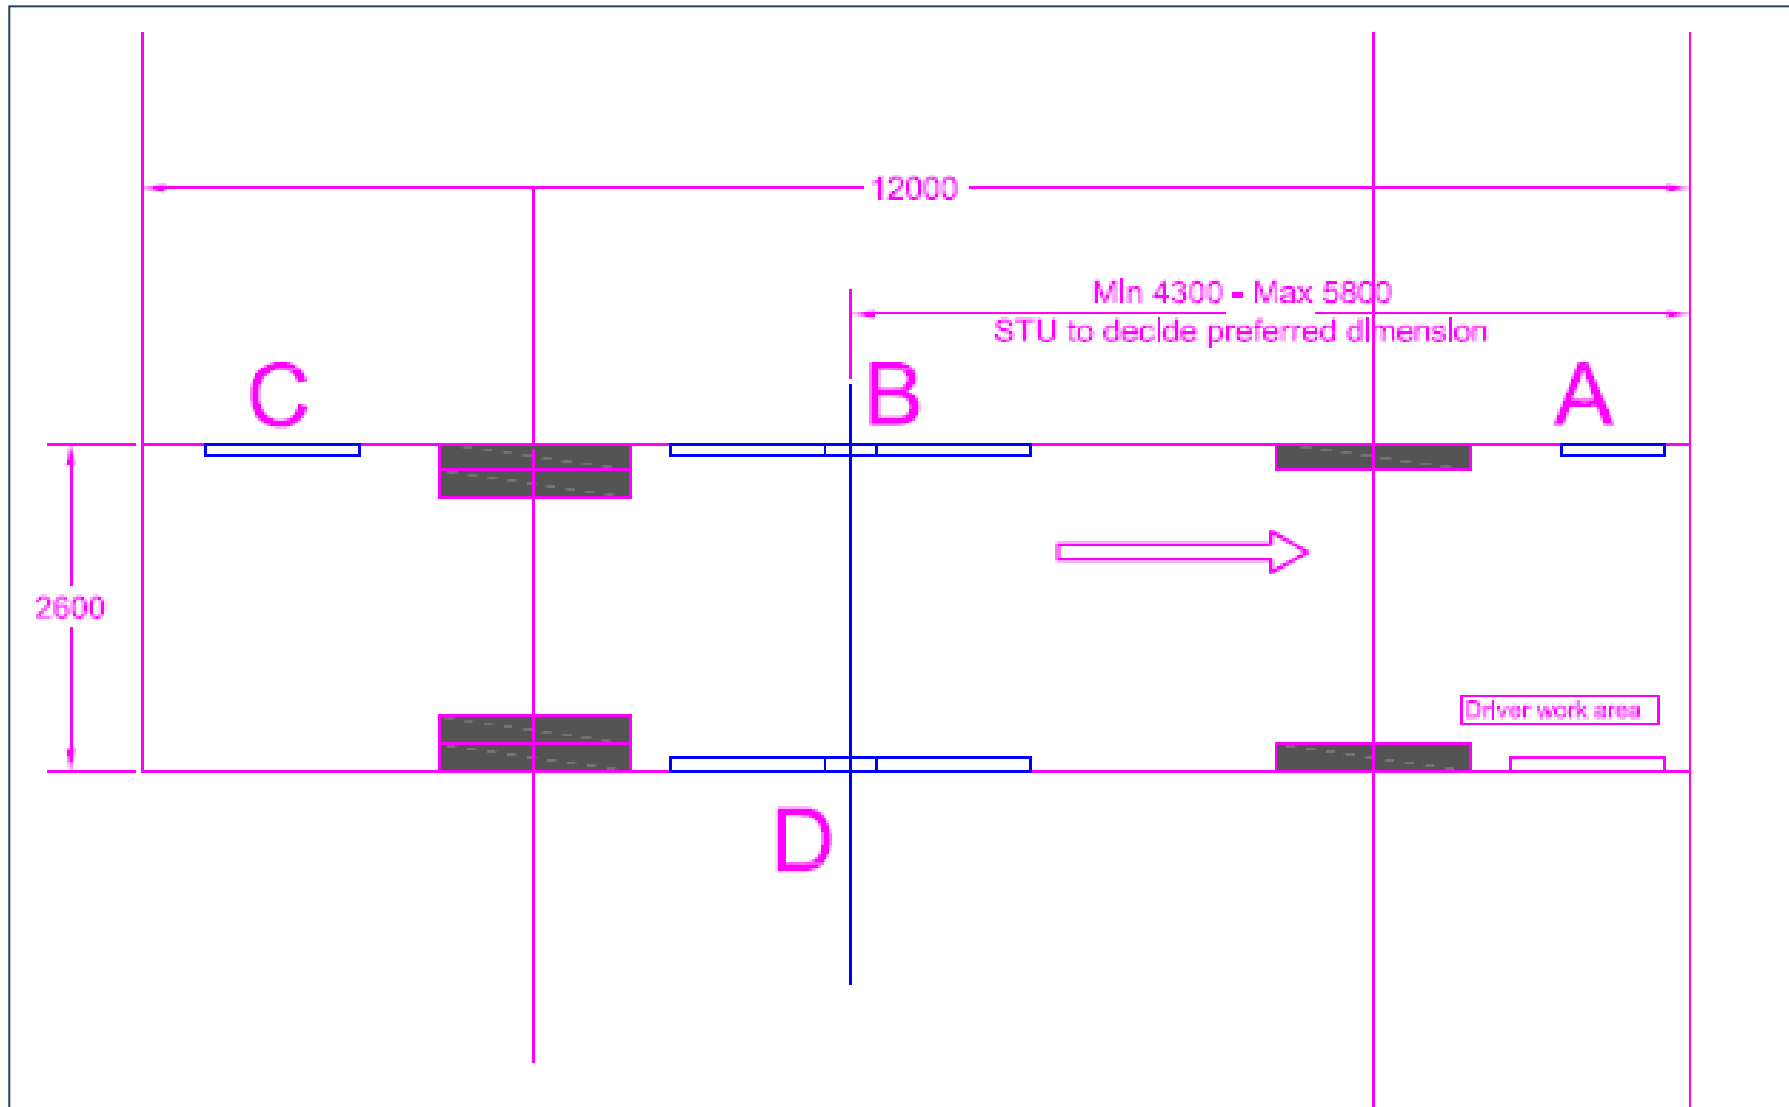 12000
Min 4300 - Max 5800
STU to decide preferred dimension
C
B
A
2600
Driver work area
D